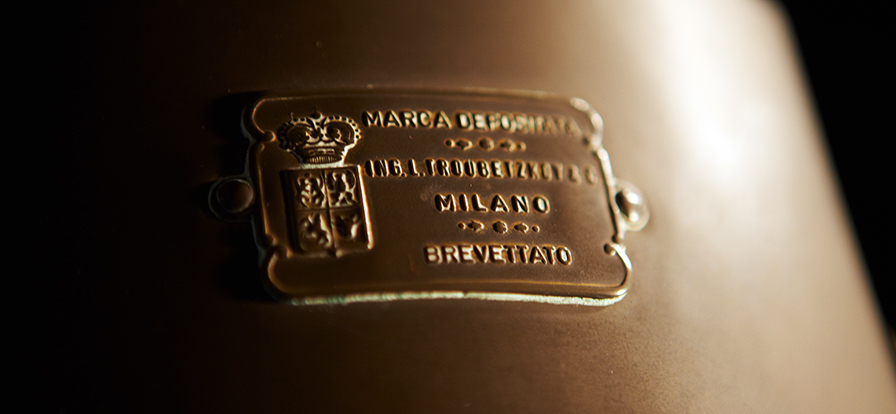 MARCA DEPOSITATA
ING. L. TROUBETZKOY & C.
MILANO
BREVETTATO